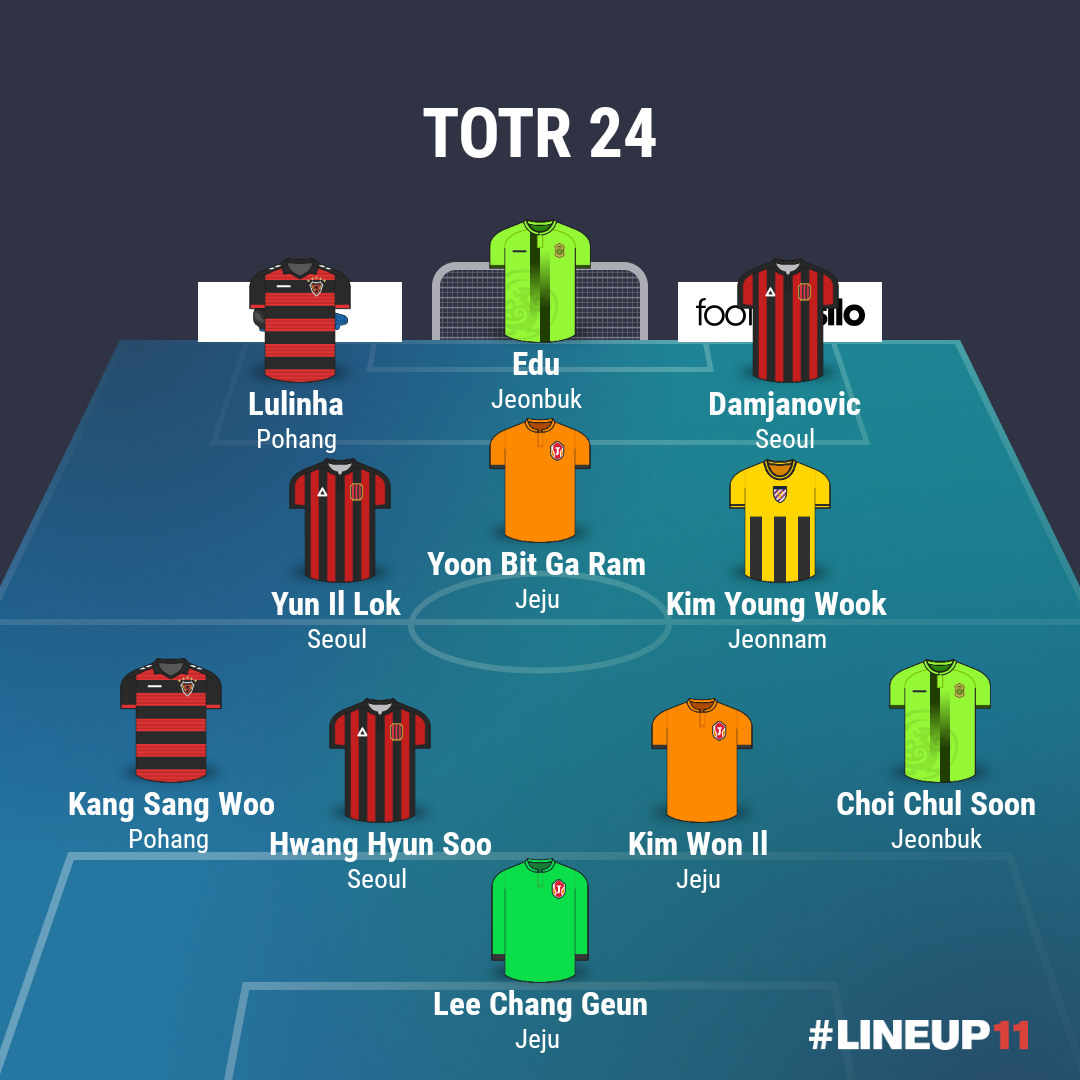 TOTR 24
Edu
Jeonbuk
Lulinha
Pohang
Damjanovic
Seoul
Yoon Bit Ga Ram
Jeju
Yun Il Lok
Seoul
Kim Young Wook
Jeonnam
Kang Sang Woo
Pohang
Choi Chul Soon
Jeonbuk
Hwang Hyun Soo
Seoul
Kim Won Il
Jeju
Lee Chang Geun
Jeju
#LINEUP11